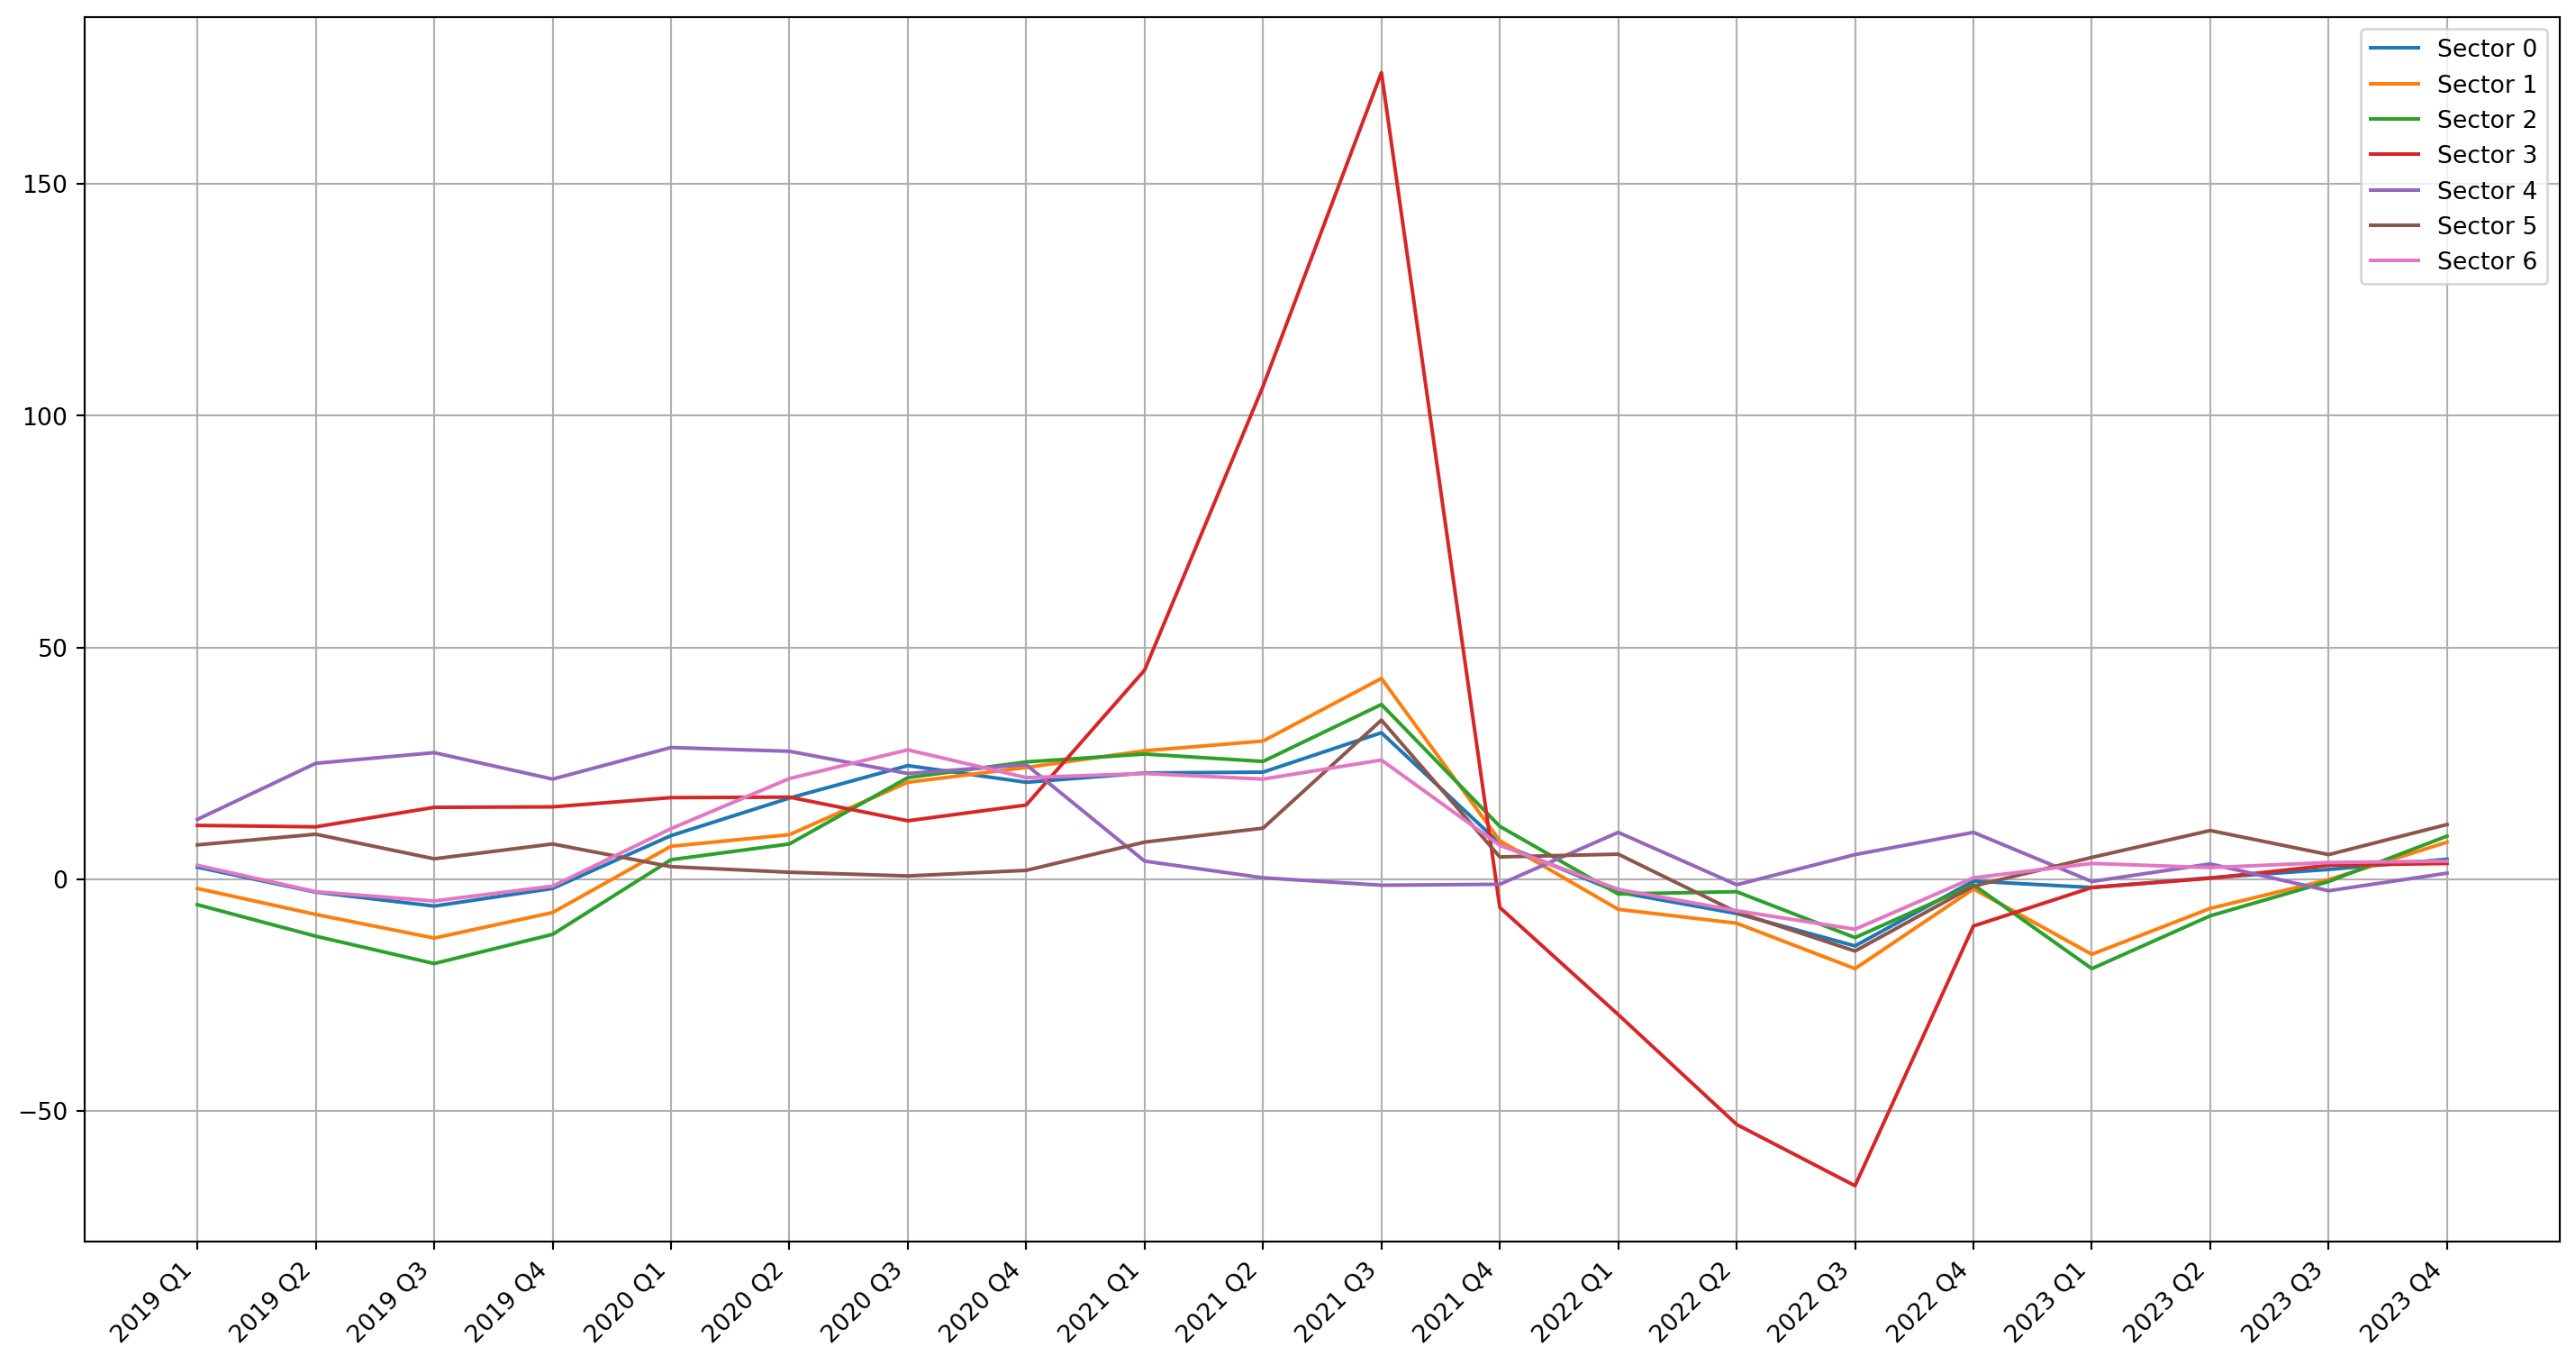 150
100
50
0
−50
Sector 0
Sector 1
Sector 2
Sector 3
Sector 4
Sector 5
Sector 6
2019 Q1
2019 Q2
2019 Q3
2019 Q4
2020 Q1
2020 Q2
2020 Q3
2020 Q4
2021 Q1
2021 Q2
2021 Q3
2021 Q4
2022 Q1
2022 Q2
2022 Q3
2022 Q4
2023 Q1
2023 Q2
2023 Q3
2023 Q4